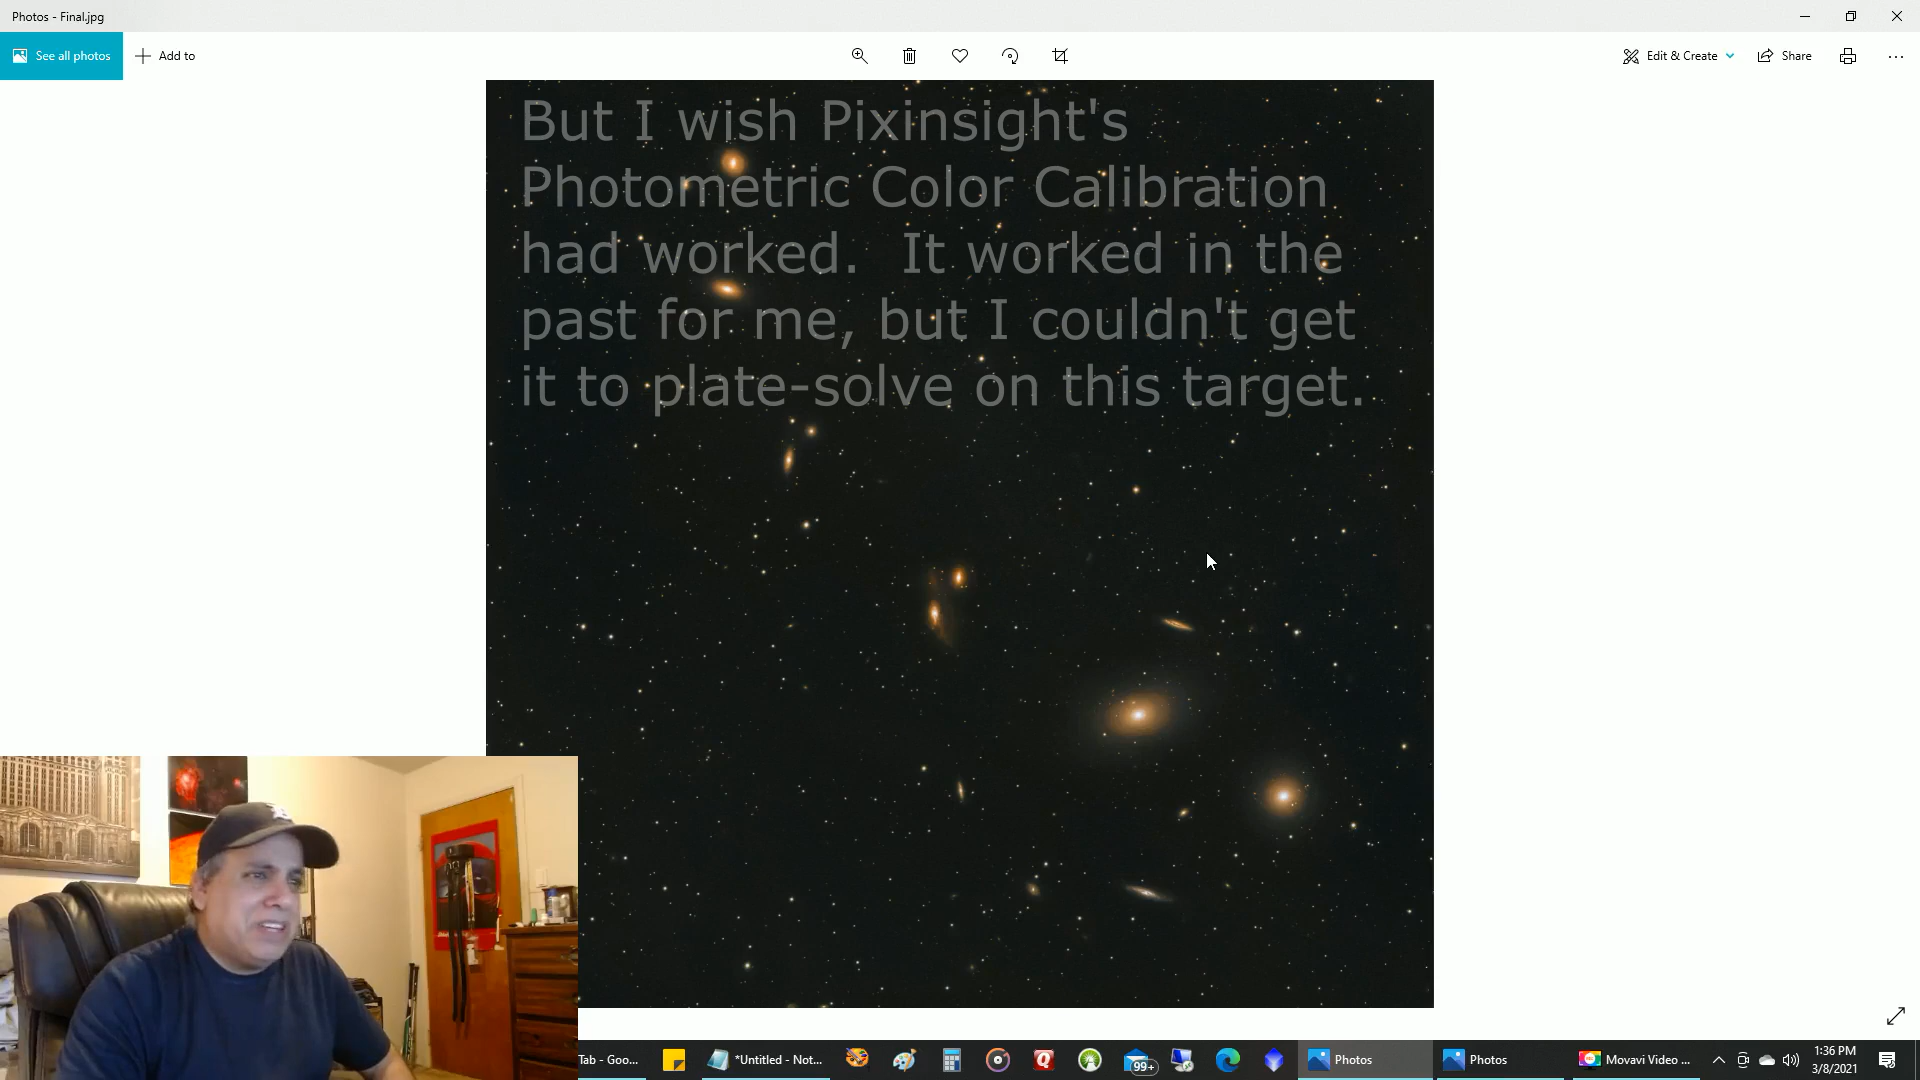 Photos - Final.jpg
See all photos
Add to
Edit & Create
Share
But I wish Pixinsight's
Photometric Color Calibration
had worked.  It worked in the
past for me, but I couldn't get
it to plate-solve on this target.
Tab - Goo...
*Untitled - Not...
99+
Photos
Photos
Movavi Video ...
1:36 PM
3/8/2021